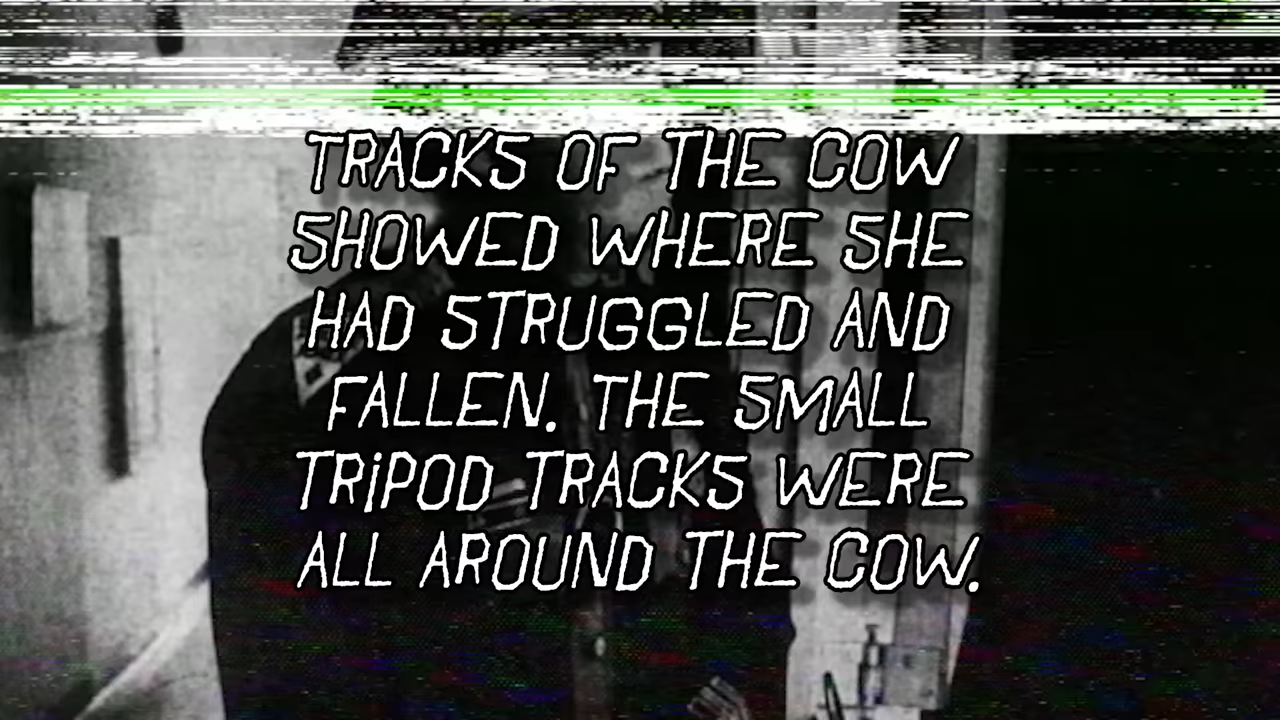 TRACKS OF THE COW
SHOWED WHERE SHE
HAD STRUGGLED AND
FALLEN. THE SMALL
TRiPOD TRACKS WERE
ALL AROUND THE COW.